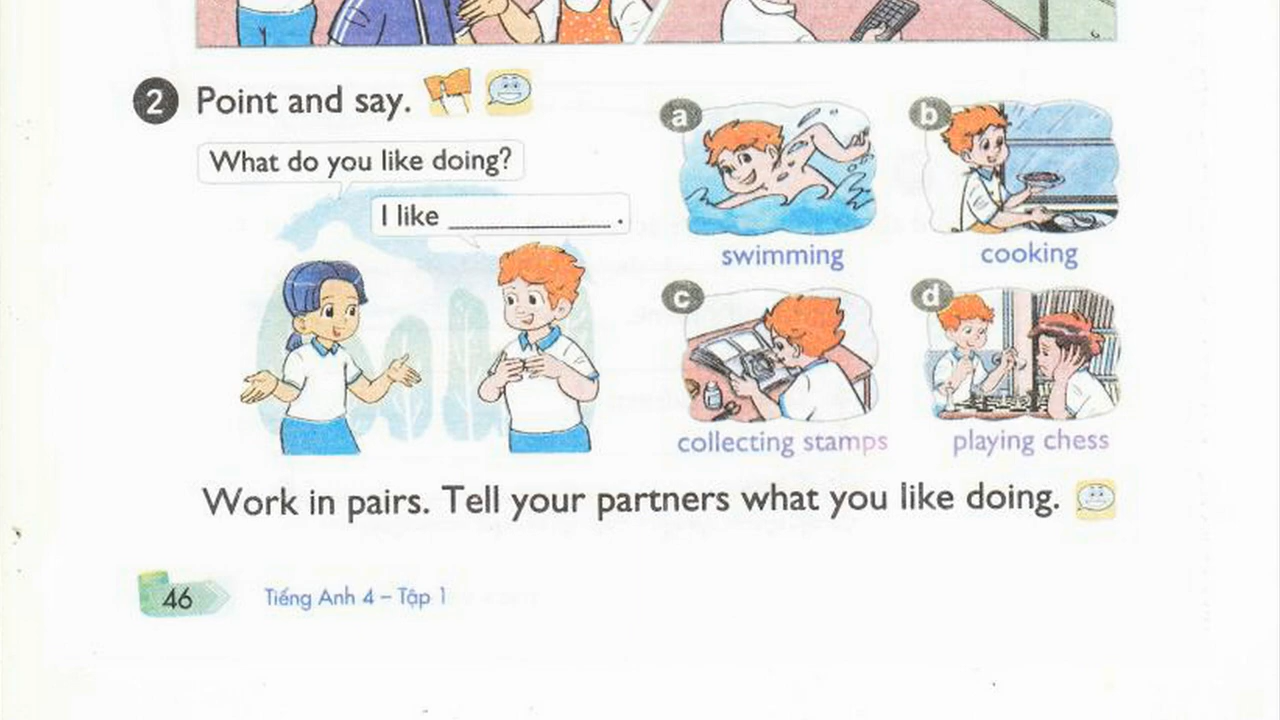 2 Point and say.
What do you like doing?
I like ____________.
a
swimming
b
cooking
c
collecting stamps
d
playing chess
Work in pairs. Tell your partners what you like doing.
46 Tiếng Anh 4 – Tập 1